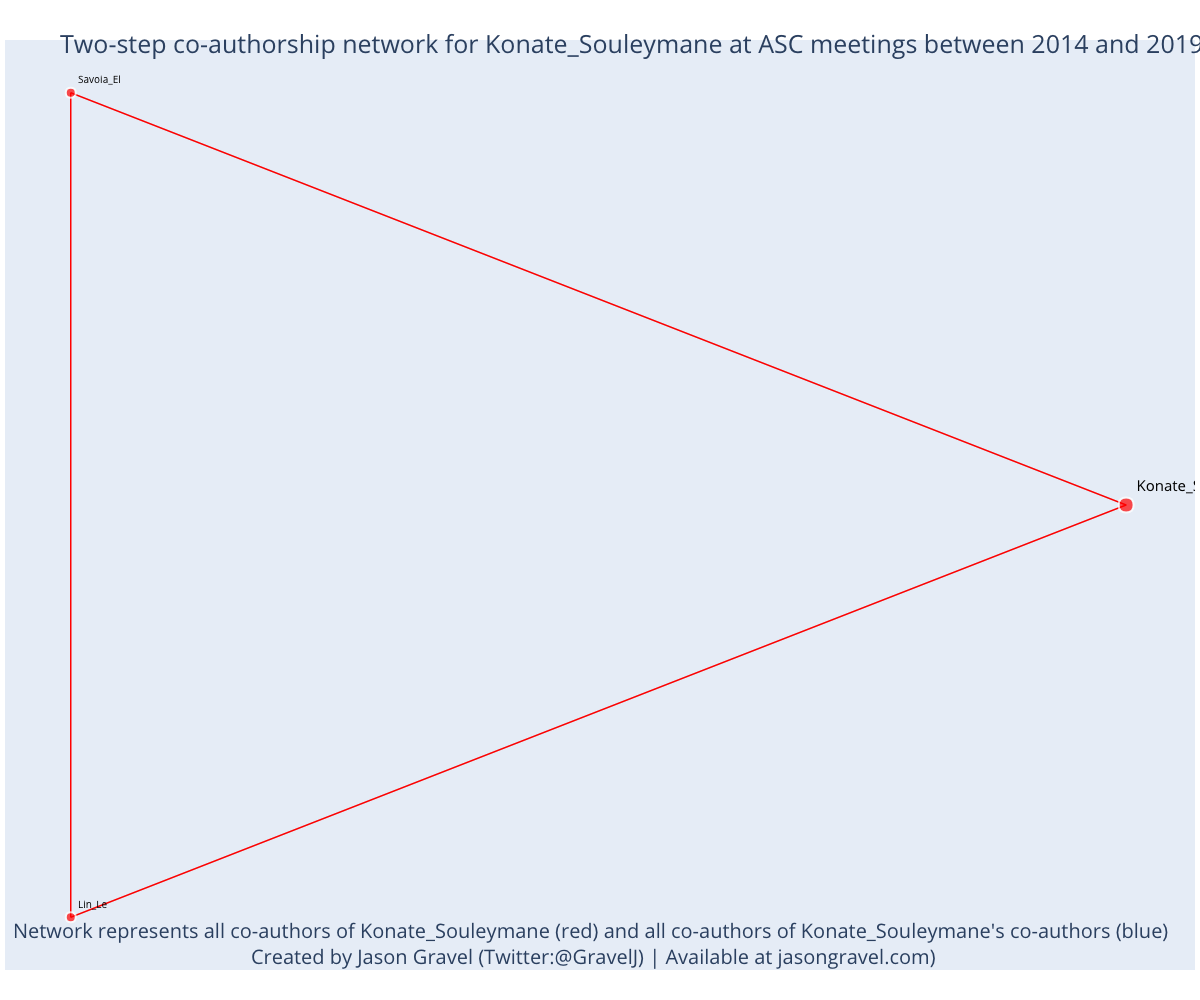 Two-step co-authorship network for Konate_Souleymane at ASC meetings between 2014 and 2019
Savoia_El
Konate_S
Lin_Le
Network represents all co-authors of Konate_Souleymane (red) and all co-authors of Konate_Souleymane's co-authors (blue)
Created by Jason Gravel (Twitter:@GravelJ) | Available at jasongravel.com)